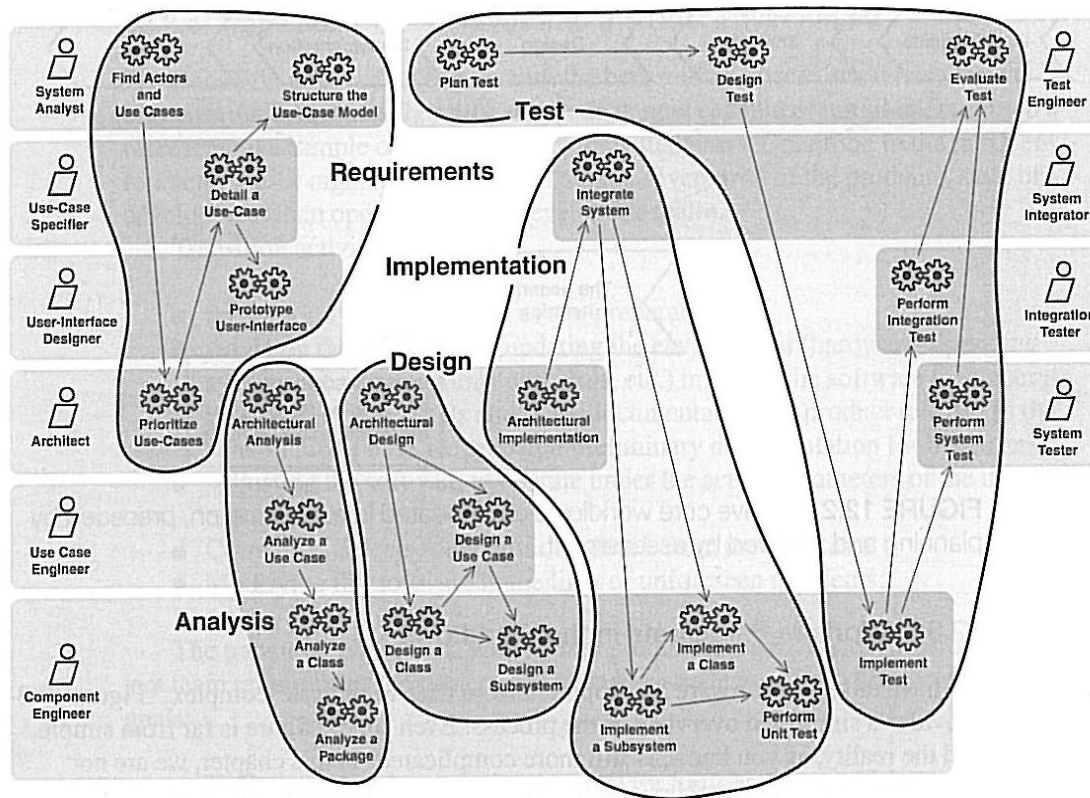 Find Actors
and
Use Cases
Structure the
Use-Case Model
Plan Test
Design
Test
Evaluate
Test
System
Analyst
Test
Engineer
Test
Requirements
Use-Case
Specifier
Detail a
Use-Case
Integrate
System
System
Integrator
Implementation
User-Interface
Designer
Prototype
User-Interface
Perform
Integration
Test
Integration
Tester
Design
Architect
Prioritize
Use-Cases
Architectural
Analysis
Architectural
Design
Architectural
Implementation
Perform
System
Test
System
Tester
Use Case
Engineer
Analyze a
Use Case
Design a
Use Case
Analysis
Component
Engineer
Analyze
a Class
Design a
Class
Design a
Subsystem
Implement
a Class
Implement
Test
Analyze a
Package
Implement
a Subsystem
Perform
Unit Test